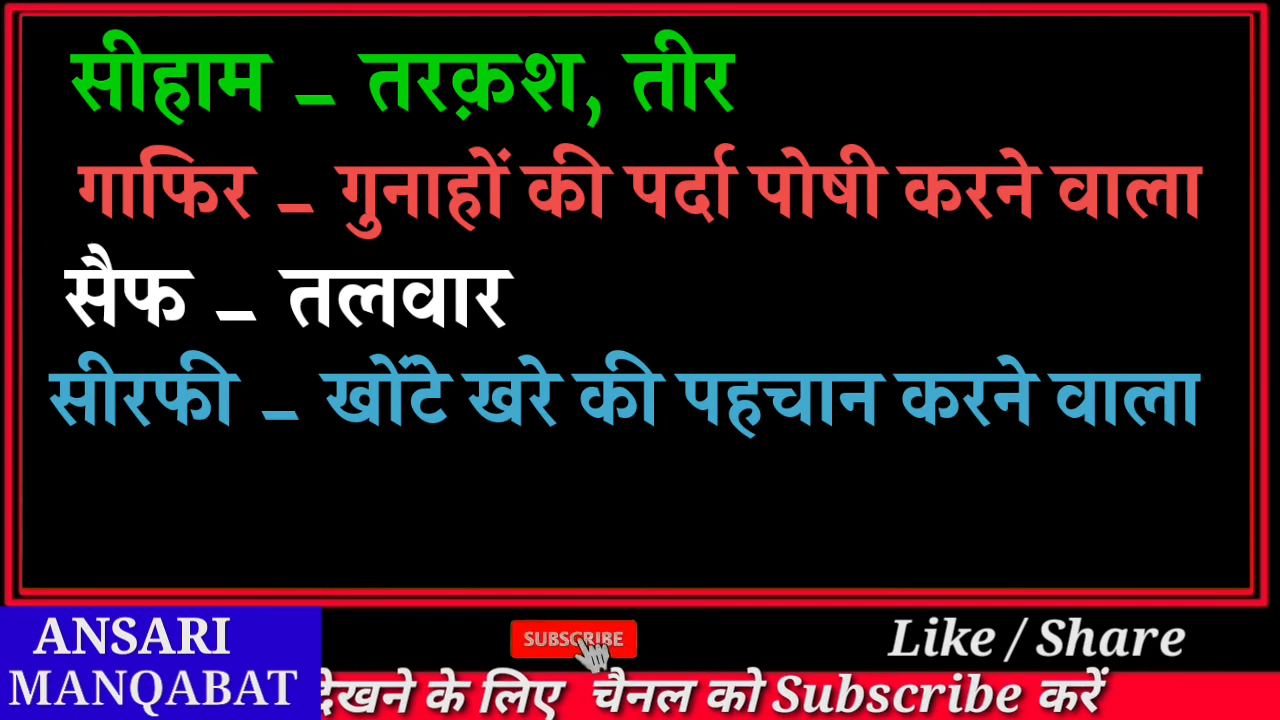 सीहाम – तरक़श, तीर
गाफिर – गुनाहों की पर्दा पोषी करने वाला
सैफ – तलवार
सीरफी – खोंटे खरे की पहचान करने वाला
ANSARI
MANQABAT
SUBSCRIBE
Like / Share
देखने के लिए चैनल को Subscribe करें